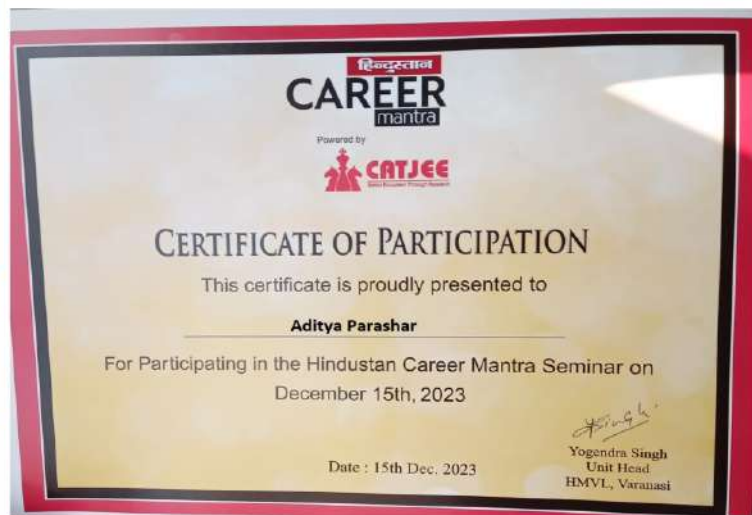 हिन्दुस्तान
CAREER
mantra
Powered by
CATJEE
CERTIFICATE OF PARTICIPATION
This certificate is proudly presented to
Aditya Parashar
For Participating in the Hindustan Career Mantra Seminar on
December 15th, 2023
Singh
Yogendra Singh
Date : 15th Dec. 2023
Unit Head
HMVL, Varanasi